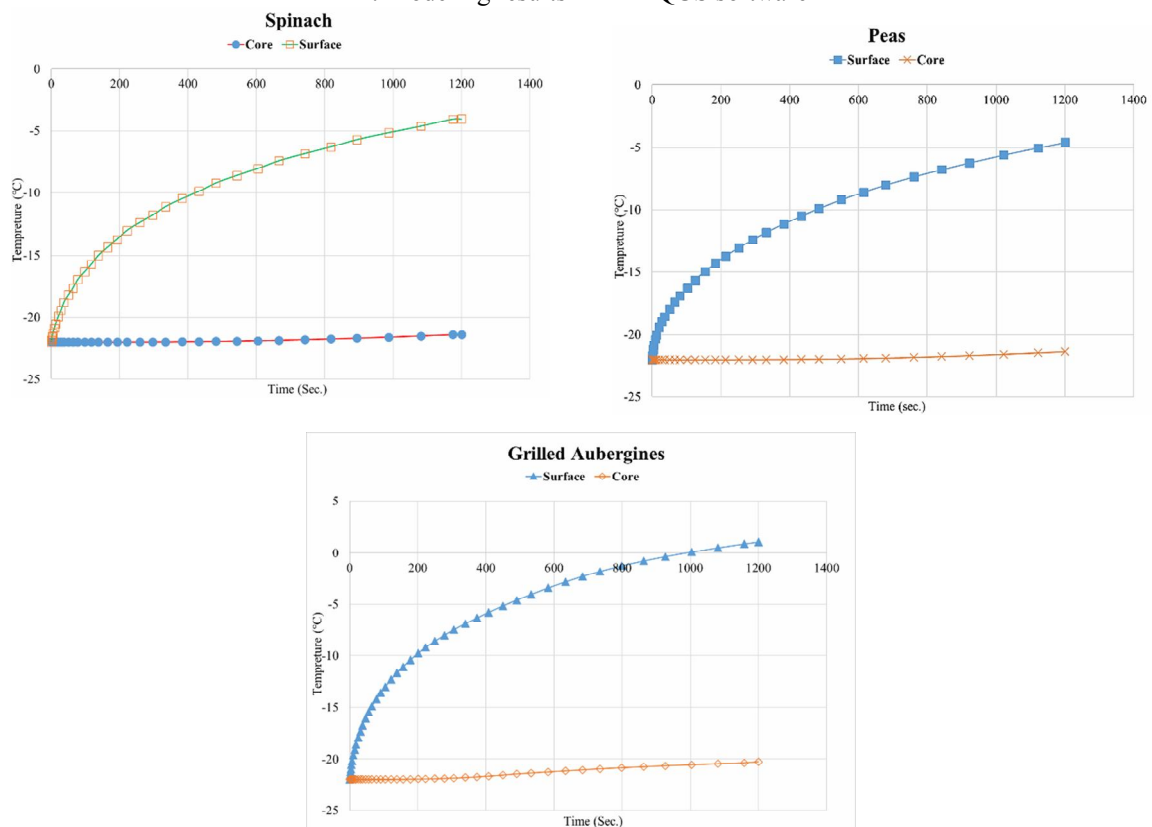 Spinach
Core Surface
0
0 200 400 600 800 1000 1200 1400
-5
-10
-15
-20
-25
Tempreture (°C)
Time (Sec.)
Peas
Surface Core
0
0 200 400 600 800 1000 1200 1400
-5
-10
-15
-20
-25
Tempreture (°C)
Time (sec.)
Grilled Aubergines
Surface Core
5
0
0 200 400 600 800 1000 1200 1400
-5
-10
-15
-20
-25
Tempreture (°C)
Time (Sec.)